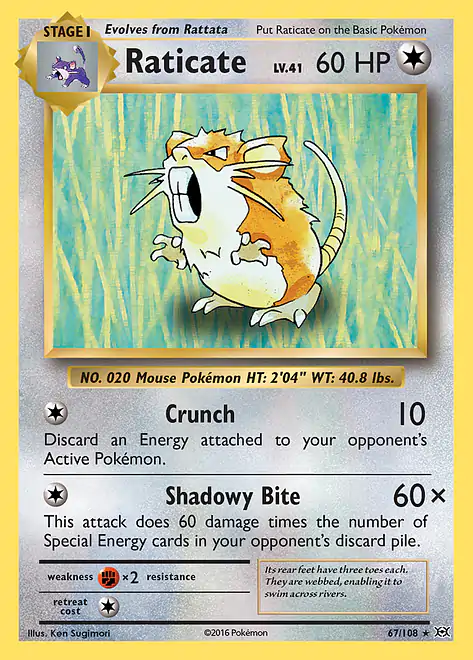 STAGE 1 Evolves from Rattata Put Raticate on the Basic Pokémon
Raticate LV.41 60 HP
NO. 020 Mouse Pokémon HT: 2'04" WT: 40.8 lbs.
Crunch 10
Discard an Energy attached to your opponent's
Active Pokémon.
Shadowy Bite 60×
This attack does 60 damage times the number of
Special Energy cards in your opponent's discard pile.
weakness ×2 resistance
retreat
cost
Its rear feet have three toes each.
They are webbed, enabling it to
swim across rivers.
Illus. Ken Sugimori ©2016 Pokémon 67/108 ★